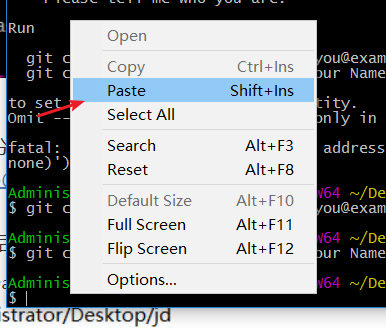 Please tell me who you are.
Run
git c
you@exam
git c
our Name
to set
tity.
Omit --
only in
fatal:
address
none)')
Open
Copy Ctrl+Ins
Paste Shift+Ins
Select All
Search Alt+F3
Reset Alt+F8
Default Size Alt+F10
Full Screen Alt+F11
Flip Screen Alt+F12
Options...
Adminis
W64 ~/De
$ git c
you@exam
Adminis
W64 ~/De
$ git c
our Name
Adminis
W64 ~/De
$
istrator/Desktop/jd